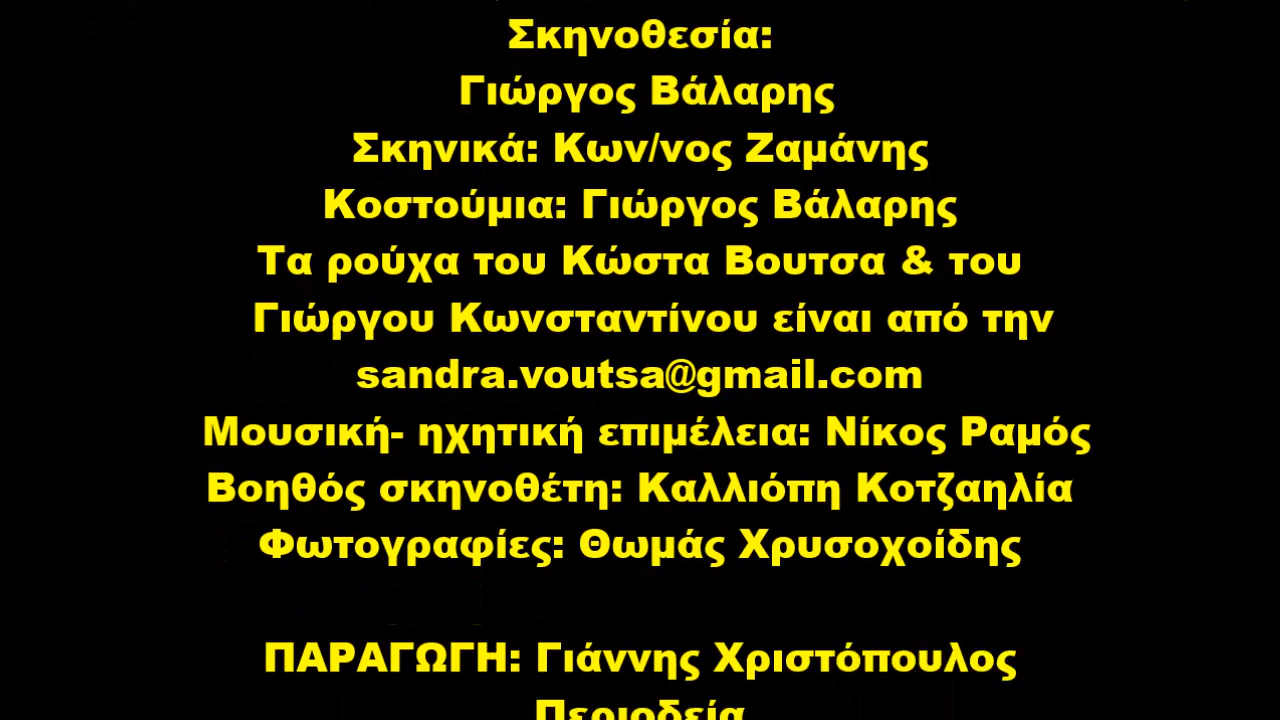 Σκηνοθεσία:
Γιώργος Βάλαρης
Σκηνικά: Κων/νος Ζαμάνης
Κοστούμια: Γιώργος Βάλαρης
Τα ρούχα του Κώστα Βουτσα & του
Γιώργου Κωνσταντίνου είναι από την
sandra.voutsa@gmail.com
Μουσική- ηχητική επιμέλεια: Νίκος Ραμός
Βοηθός σκηνοθέτη: Καλλιόπη Κοτζαηλία
Φωτογραφίες: Θωμάς Χρυσοχοίδης
ΠΑΡΑΓΩΓΗ: Γιάννης Χριστόπουλος
Περιοδεία